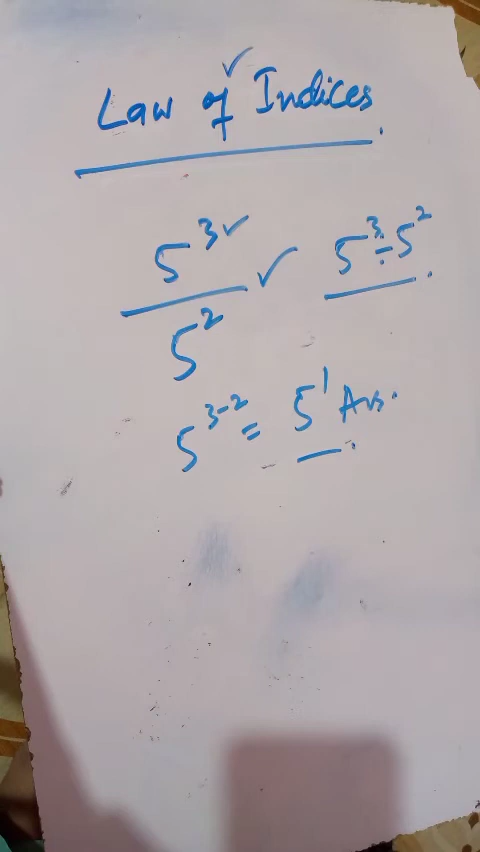 Law of Indices
5³ 5³÷5²
5²
5³⁻² = 5¹ Ans.